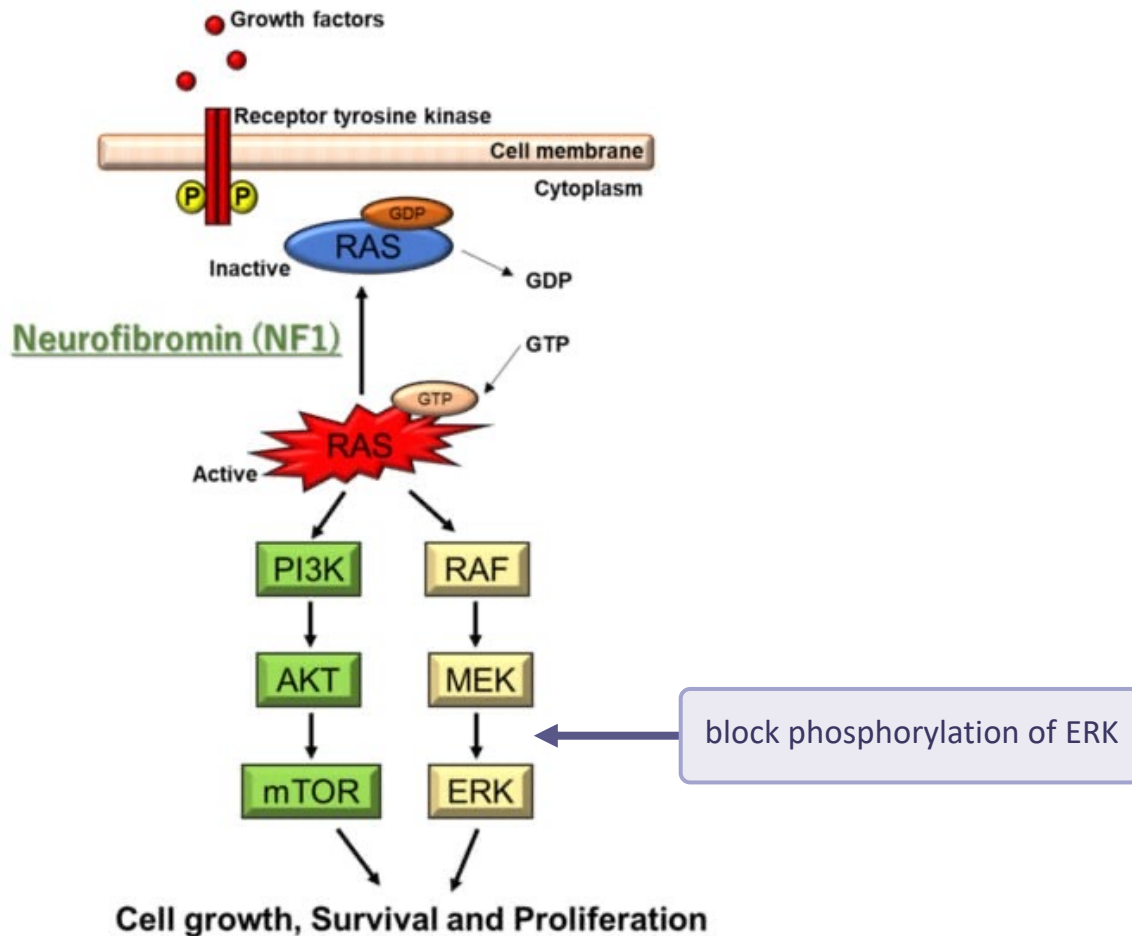 Growth factors
Receptor tyrosine kinase
Cell membrane
Cytoplasm
P
P
GDP
RAS
Inactive
GDP
Neurofibromin (NF1)
GTP
GTP
RAS
Active
PI3K
RAF
AKT
MEK
block phosphorylation of ERK
mTOR
ERK
Cell growth, Survival and Proliferation